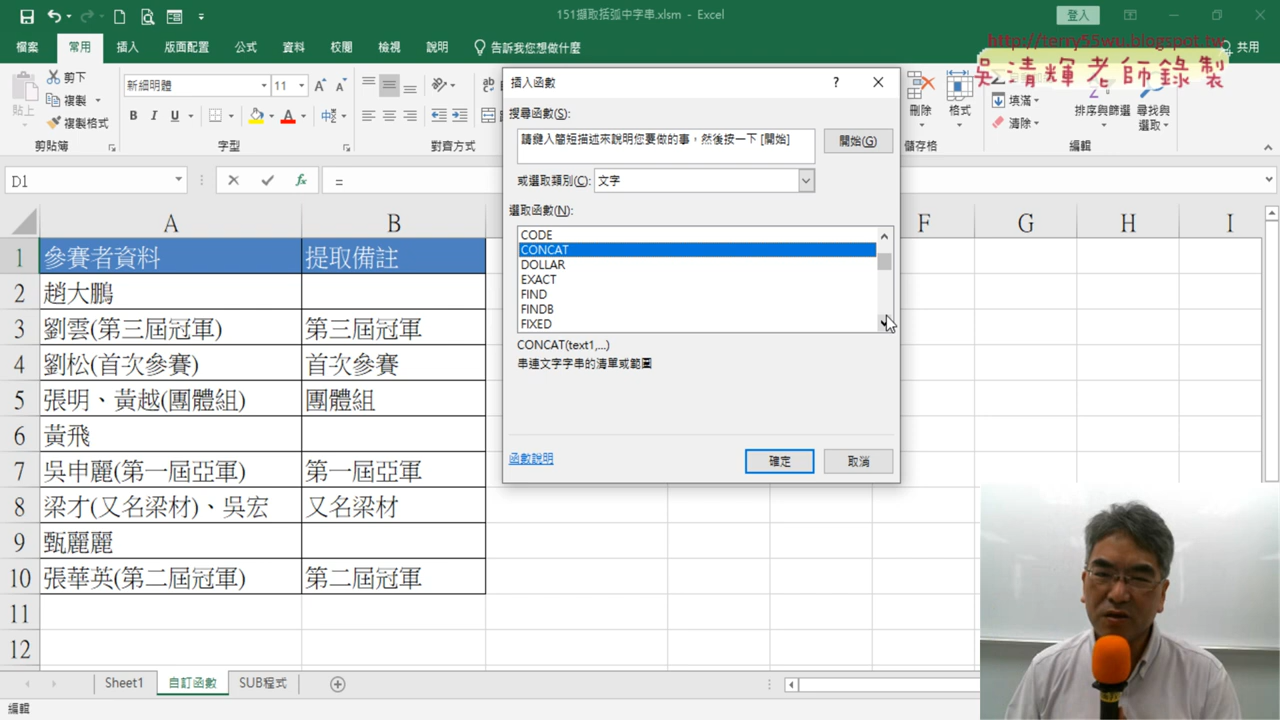 151擷取括弧中字串.xlsm - Excel
登入
檔案
常用
插入
版面配置
公式
資料
校閱
檢視
說明
告訴我您想做什麼
共用
http://terry55wu.blogspot.tw
吳清輝老師錄製
貼上
剪下
複製
複製格式
剪貼簿
新細明體
11
B I U
字型
對齊方式
刪除
格式
儲存格
填滿
清除
排序與篩選
尋找與
選取
編輯
D1
fx
=
A
B
F
G
H
I
1 參賽者資料 提取備註
2 趙大鵬
3 劉雲(第三屆冠軍) 第三屆冠軍
4 劉松(首次參賽) 首次參賽
5 張明、黃越(團體組) 團體組
6 黃飛
7 吳申麗(第一屆亞軍) 第一屆亞軍
8 梁才(又名梁材)、吳宏 又名梁材
9 甄麗麗
10 張華英(第二屆冠軍) 第二屆冠軍
11
12
插入函數
?
搜尋函數(S):
請鍵入簡短描述來說明您要做的事，然後按一下 [開始]
開始(G)
或選取類別(C): 文字
選取函數(N):
CODE
CONCAT
DOLLAR
EXACT
FIND
FINDB
FIXED
CONCAT(text1,...)
串連文字字串的清單或範圍
函數說明
確定
取消
Sheet1
自訂函數
SUB程式
編輯